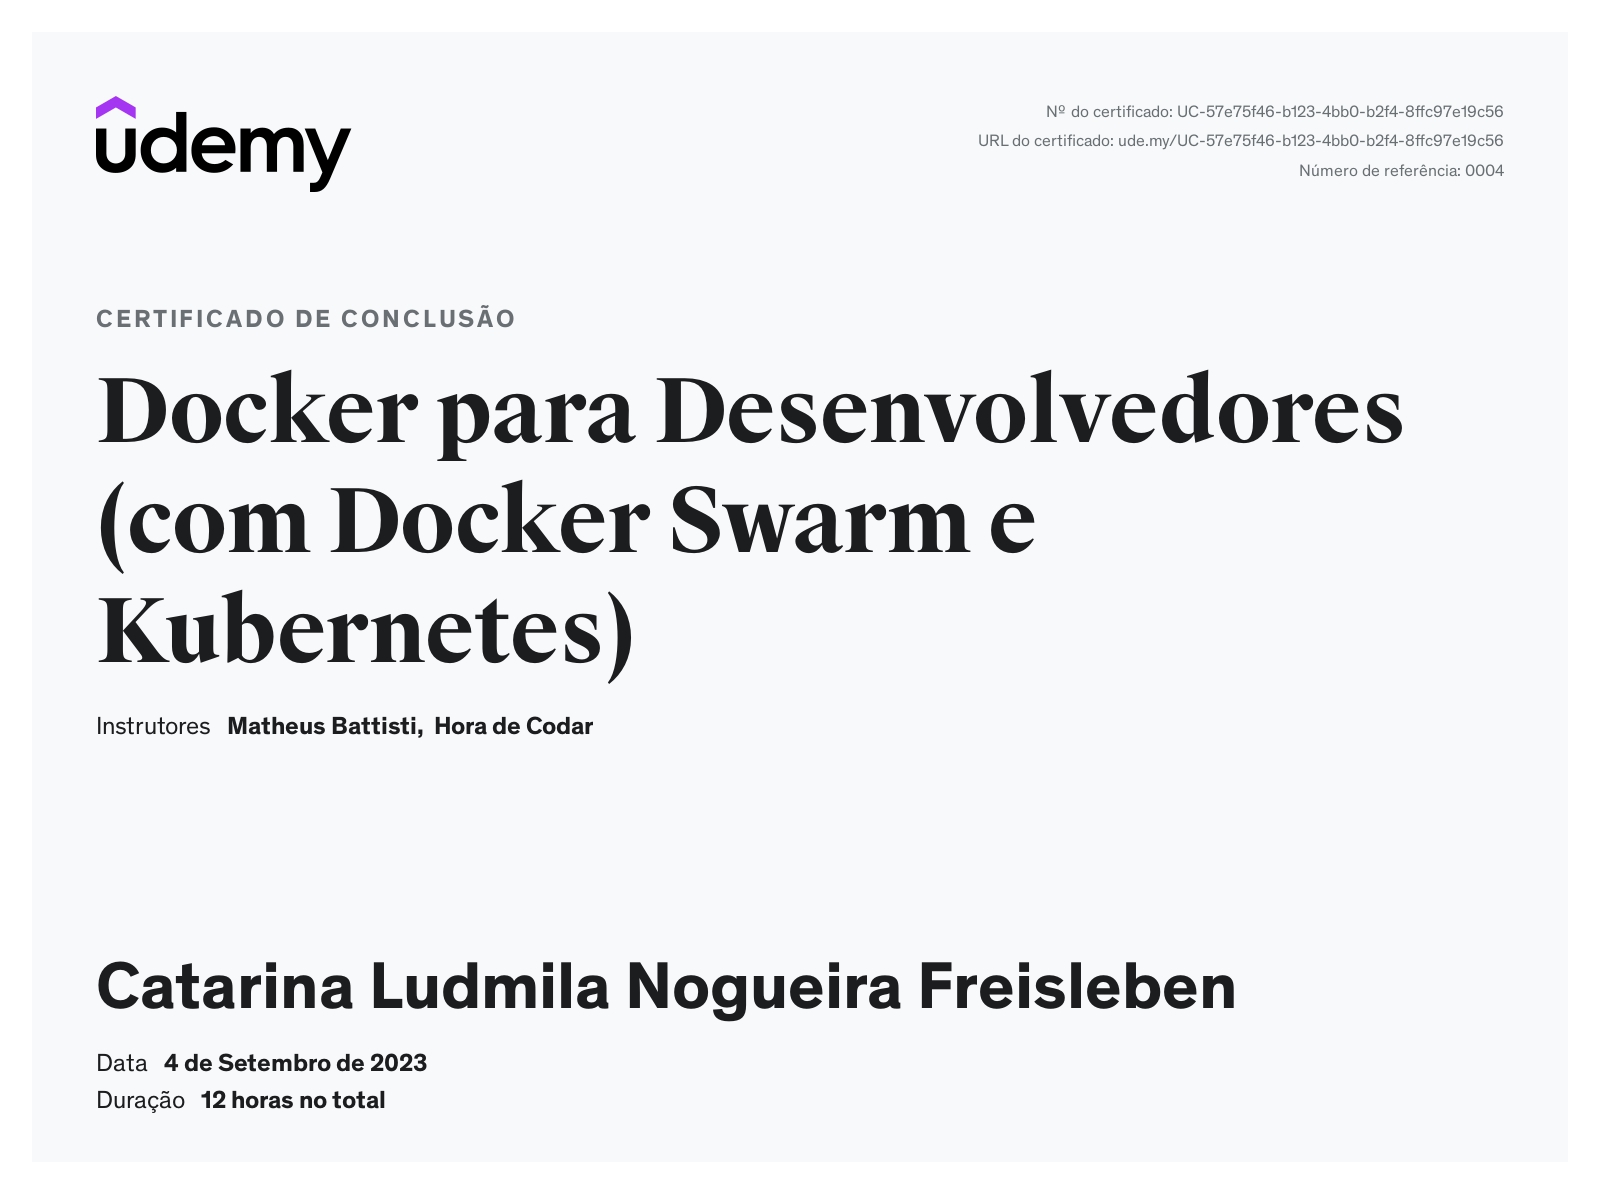 udemy
Nº do certificado: UC-57e75f46-b123-4bb0-b2f4-8ffc97e19c56
URL do certificado: ude.my/UC-57e75f46-b123-4bb0-b2f4-8ffc97e19c56
Número de referência: 0004
CERTIFICADO DE CONCLUSÃO
Docker para Desenvolvedores
(com Docker Swarm e
Kubernetes)
Instrutores Matheus Battisti, Hora de Codar
Catarina Ludmila Nogueira Freisleben
Data 4 de Setembro de 2023
Duração 12 horas no total